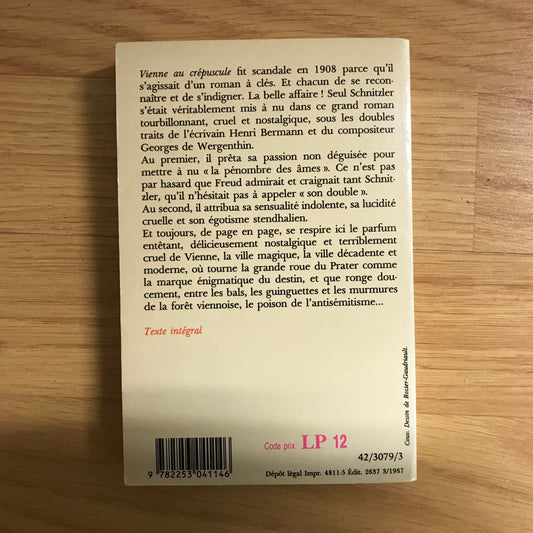 Vienne au crépuscule fit scandale en 1908 parce qu'il
s'agissait d'un roman à clés. Et chacun de se recon-
naître et de s'indigner. La belle affaire ! Seul Schnitzler
s'était véritablement mis à nu dans ce grand roman
tourbillonnant, cruel et nostalgique, sous les doubles
traits de l'écrivain Henri Bermann et du compositeur
Georges de Wergenthin.
Au premier, il prêta sa passion non déguisée pour
mettre à nu « la pénombre des âmes ». Ce n'est pas
par hasard que Freud admirait et craignait tant Schnitz-
ler, qu'il n'hésitait pas à appeler « son double ».
Au second, il attribua sa sensualité indolente, sa lucidité
cruelle et son égotisme stendhalien.
Et toujours, de page en page, se respire ici le parfum
entêtant, délicieusement nostalgique et terriblement
cruel de Vienne, la ville magique, la ville décadente et
moderne, où tourne la grande roue du Prater comme
la marque énigmatique du destin, et que ronge dou-
cement, entre les bals, les guinguettes et les murmures
de la forêt viennoise, le poison de l'antisémitisme...
Texte intégral
Couv. Dessin de Rozier-Gaudriault.
Code prix LP 12
42/3079/3
9 782253 041146
Dépôt légal Impr. 4811-5 Édit. 2637 3/1987